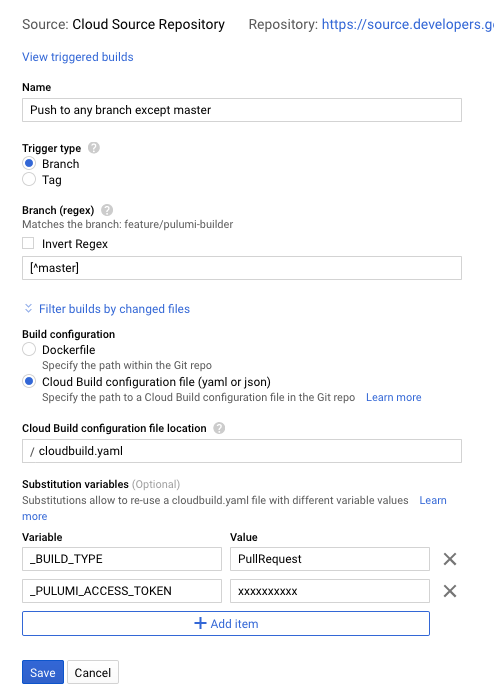 Source: Cloud Source Repository Repository: https://source.developers.g
View triggered builds
Name
Push to any branch except master
Trigger type ?
Branch
Tag
Branch (regex) ?
Matches the branch: feature/pulumi-builder
Invert Regex
[^master]
Filter builds by changed files
Build configuration
Dockerfile
Specify the path within the Git repo
Cloud Build configuration file (yaml or json)
Specify the path to a Cloud Build configuration file in the Git repo Learn more
Cloud Build configuration file location ?
/ cloudbuild.yaml
Substitution variables (Optional)
Substitutions allow to re-use a cloudbuild.yaml file with different variable values Learn
more
Variable Value
_BUILD_TYPE PullRequest
_PULUMI_ACCESS_TOKEN xxxxxxxxxx
+ Add item
Save Cancel